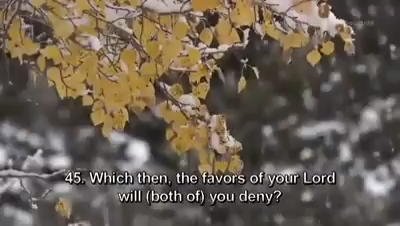 45. Which then, the favors of your Lord
will (both of) you deny?